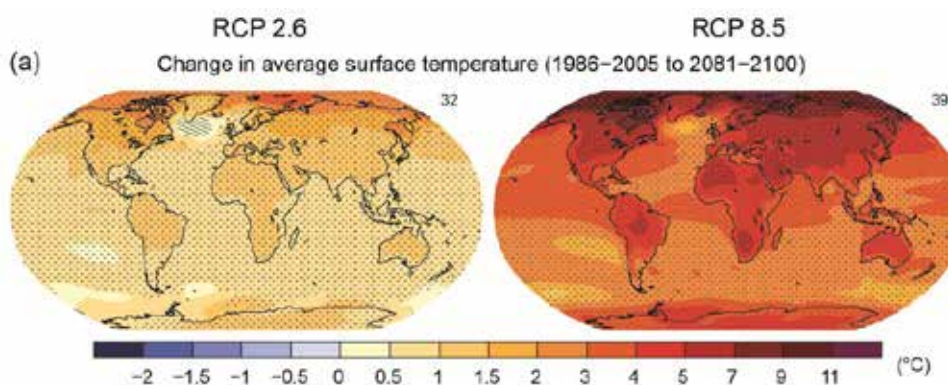 RCP 2.6 RCP 8.5
(a) Change in average surface temperature (1986−2005 to 2081−2100)
32 39
−2 −1.5 −1 −0.5 0 0.5 1 1.5 2 3 4 5 7 9 11 (°C)